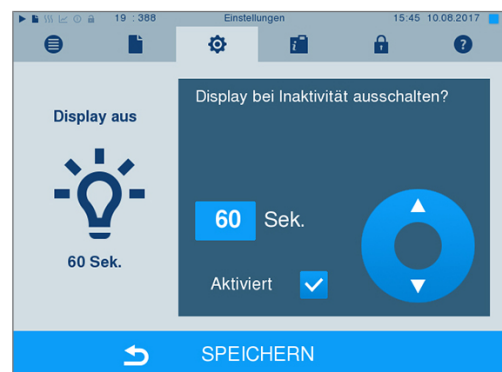 19 : 388 Einstellungen 15:45 10.08.2017
Display aus
60 Sek.
Display bei Inaktivität ausschalten?
60 Sek.
Aktiviert
SPEICHERN